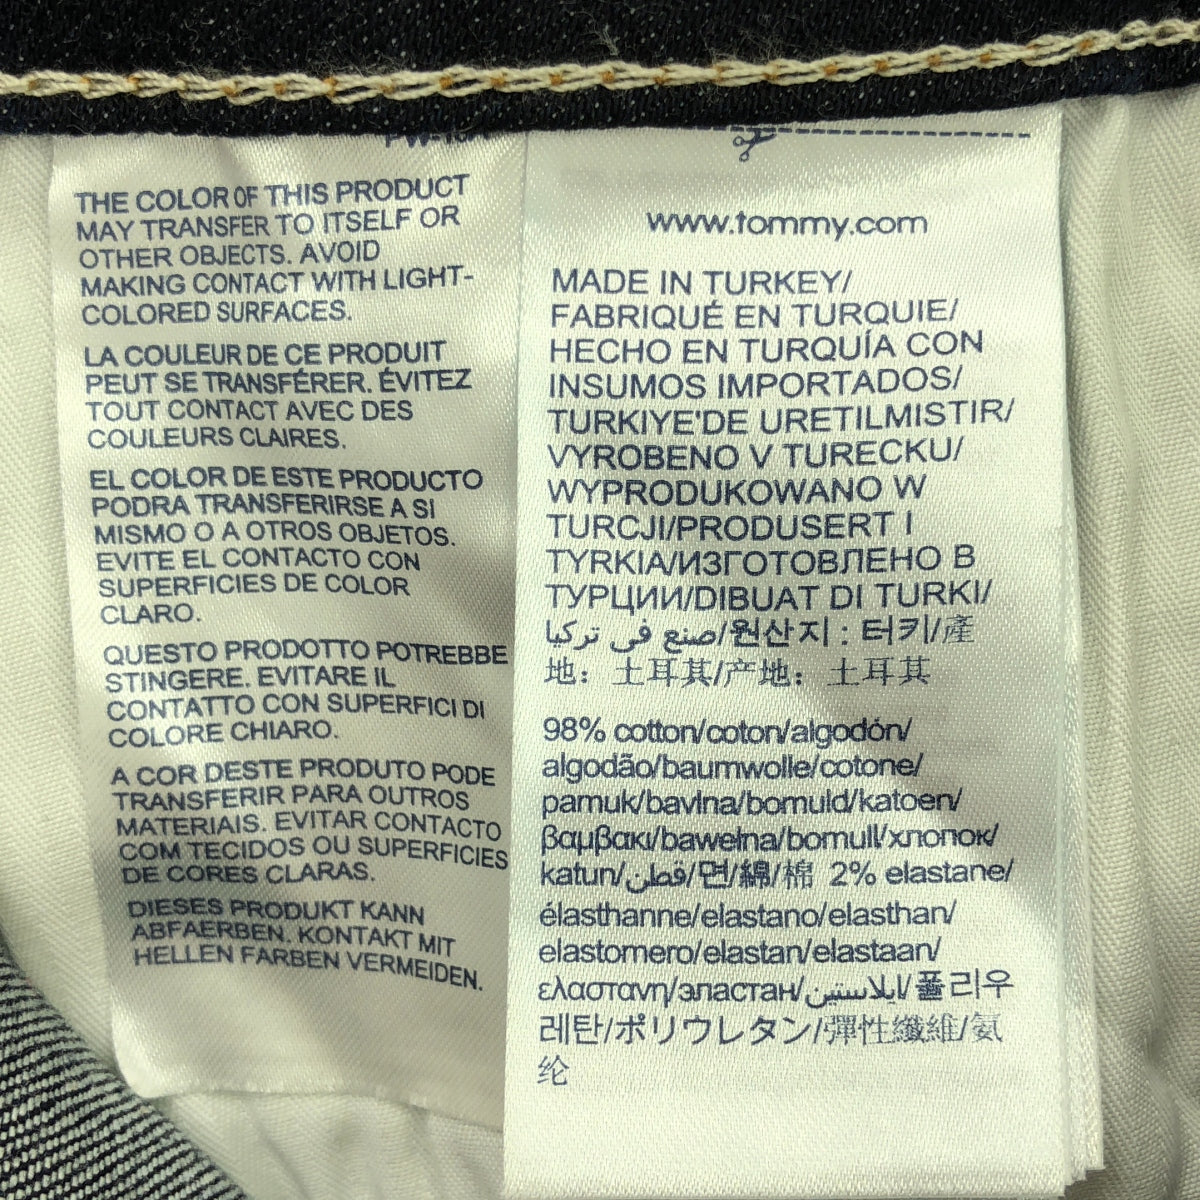 THE COLOR OF THIS PRODUCT
MAY TRANSFER TO ITSELF OR
OTHER OBJECTS. AVOID
MAKING CONTACT WITH LIGHT-
COLORED SURFACES.
LA COULEUR DE CE PRODUIT
PEUT SE TRANSFÉRER. ÉVITEZ
TOUT CONTACT AVEC DES
COULEURS CLAIRES.
EL COLOR DE ESTE PRODUCTO
PODRA TRANSFERIRSE A SI
MISMO O A OTROS OBJETOS.
EVITE EL CONTACTO CON
SUPERFICIES DE COLOR
CLARO.
QUESTO PRODOTTO POTREBBE
STINGERE. EVITARE IL
CONTATTO CON SUPERFICI DI
COLORE CHIARO.
A COR DESTE PRODUTO PODE
TRANSFERIR PARA OUTROS
MATERIAIS. EVITAR CONTACTO
COM TECIDOS OU SUPERFICIES
DE CORES CLARAS.
DIESES PRODUKT KANN
ABFAERBEN. KONTAKT MIT
HELLEN FARBEN VERMEIDEN.
www.tommy.com
MADE IN TURKEY/
FABRIQUÉ EN TURQUIE/
HECHO EN TURQUÍA CON
INSUMOS IMPORTADOS/
TURKIYE'DE URETILMISTIR/
VYROBENO V TURECKU/
WYPRODUKOWANO W
TURCJI/PRODUSERT I
TYRKIA/ИЗГОТОВЛЕНО В
ТУРЦИИ/DIBUAT DI TURKI/
صنع في تركيا/원산지 : 터키/產
地：土耳其/产地：土耳其
98% cotton/coton/algodón/
algodão/baumwolle/cotone/
pamuk/bavlna/bomuld/katoen/
βαμβακι/bawełna/bomull/хлопок/
katun/قطن/면/綿/棉 2% elastane/
élasthanne/elastano/elasthan/
elastomero/elastan/elastaan/
ελαστανη/эластан/ايلاستين/폴리우
레탄/ポリウレタン/彈性纖維/氨
纶